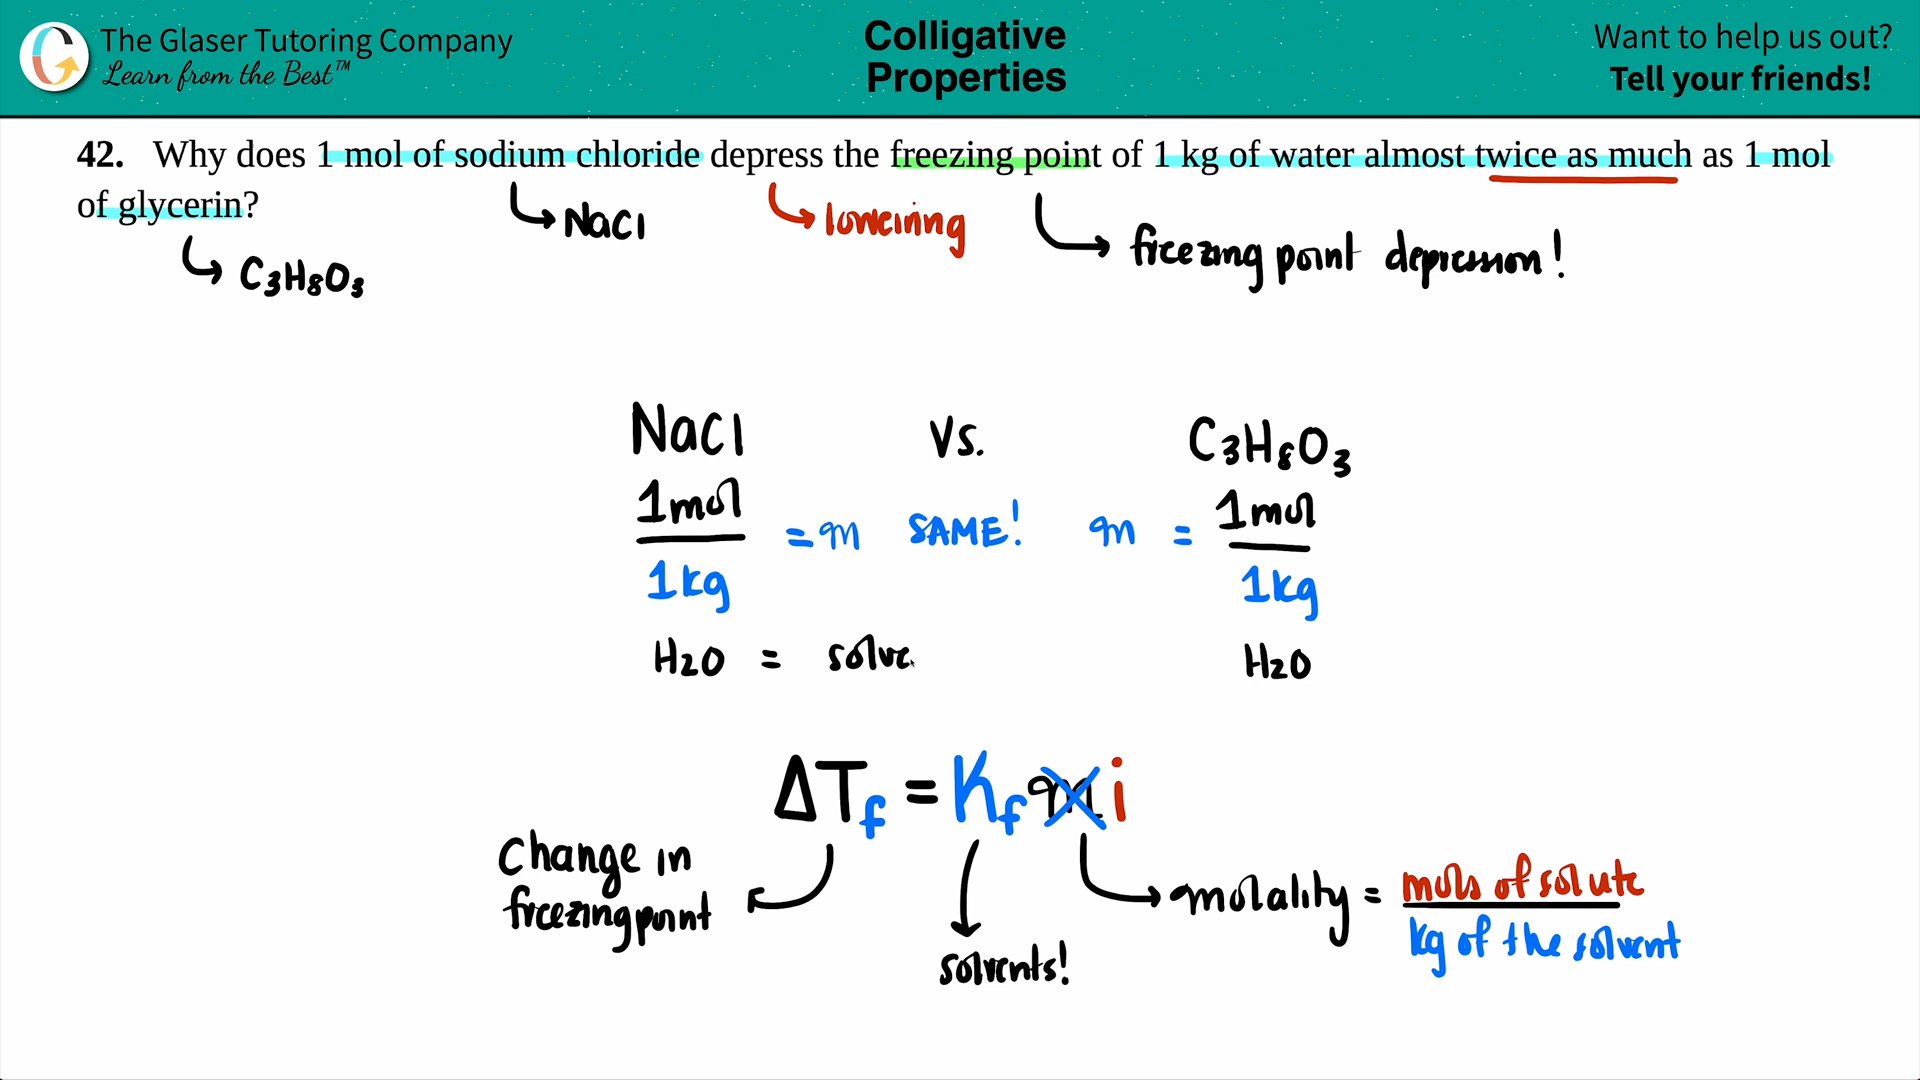 The Glaser Tutoring Company
Learn from the Best™
Colligative
Properties
Want to help us out?
Tell your friends!
42. Why does 1 mol of sodium chloride depress the freezing point of 1 kg of water almost twice as much as 1 mol
of glycerin?
NaCl
lowering
freezing point depression!
C3H8O3
NaCl vs. C3H8O3
1mol
1kg
= m SAME! m =
1mol
1kg
H2O = solve
H2O
ΔTf = Kf m i
Change in
freezing point
solvents!
molality = mols of solute
kg of the solvent